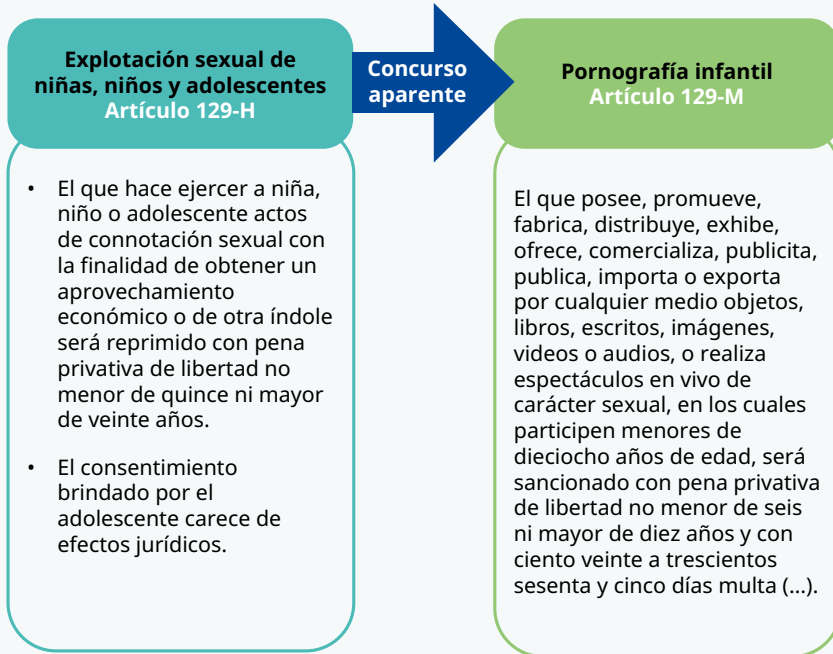 Explotación sexual de
niñas, niños y adolescentes
Artículo 129-H
Concurso
aparente
Pornografía infantil
Artículo 129-M
• El que hace ejercer a niña,
niño o adolescente actos
de connotación sexual con
la finalidad de obtener un
aprovechamiento
económico o de otra índole
será reprimido con pena
privativa de libertad no
menor de quince ni mayor
de veinte años.
• El consentimiento
brindado por el
adolescente carece de
efectos jurídicos.
El que posee, promueve,
fabrica, distribuye, exhibe,
ofrece, comercializa, publicita,
publica, importa o exporta
por cualquier medio objetos,
libros, escritos, imágenes,
videos o audios, o realiza
espectáculos en vivo de
carácter sexual, en los cuales
participen menores de
dieciocho años de edad, será
sancionado con pena privativa
de libertad no menor de seis
ni mayor de diez años y con
ciento veinte a trescientos
sesenta y cinco días multa (...).